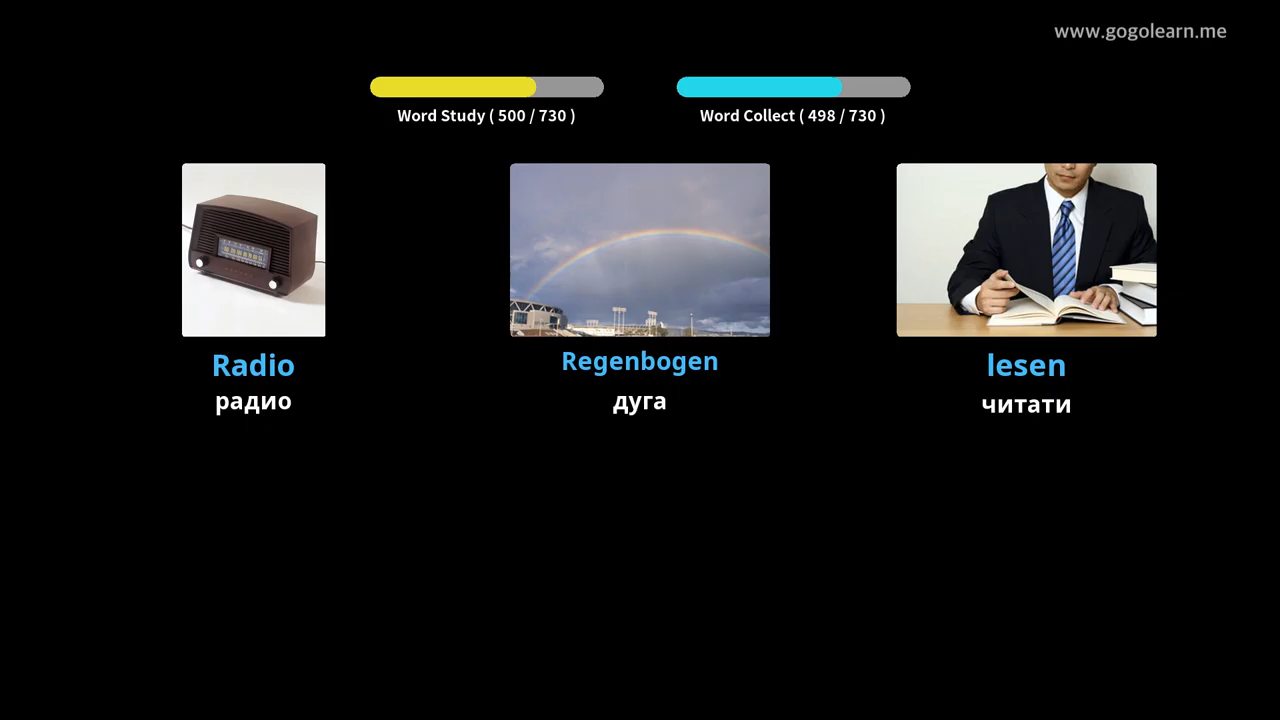 www.gogolearn.me
Word Study ( 500 / 730 )
Word Collect ( 498 / 730 )
Radio
радио
Regenbogen
дуга
lesen
читати